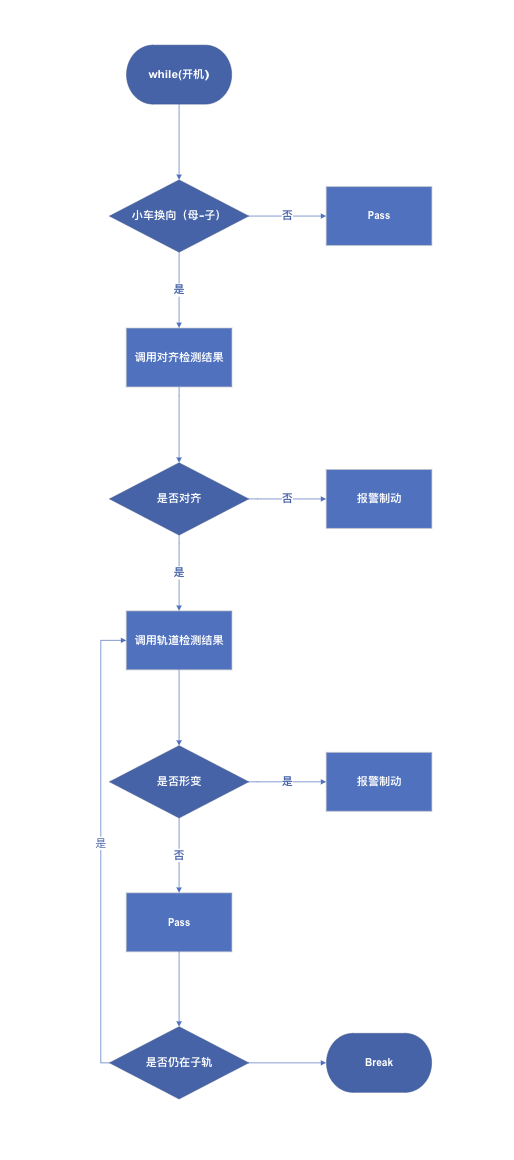 while(开机)
小车换向（母-子）
否
Pass
是
调用对齐检测结果
是否对齐
否
报警制动
是
调用轨道检测结果
是否形变
是
报警制动
是
否
Pass
是否仍在子轨
Break